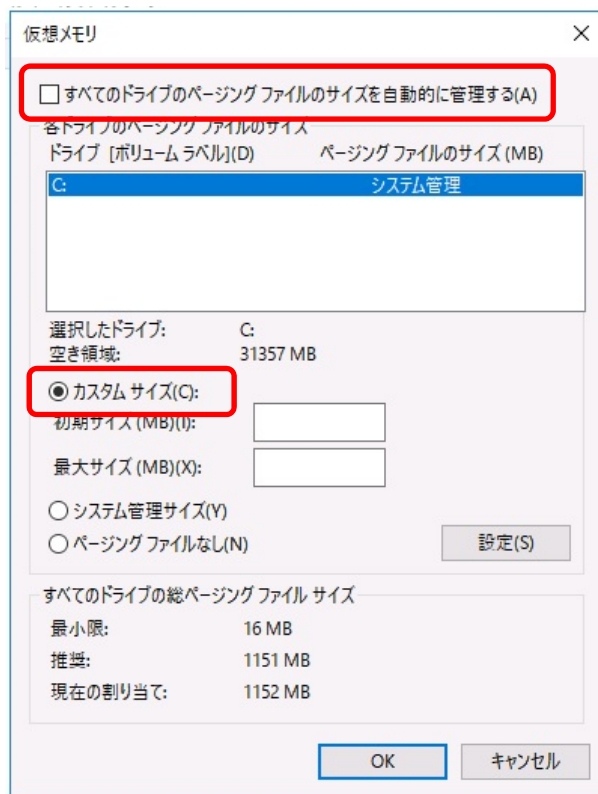 仮想メモリ
すべてのドライブのページング ファイルのサイズを自動的に管理する(A)
各ドライブのページング ファイルのサイズ
ドライブ [ボリューム ラベル](D) ページング ファイルのサイズ (MB)
C: システム管理
選択したドライブ: C:
空き領域: 31357 MB
カスタム サイズ(C):
初期サイズ (MB)(I):
最大サイズ (MB)(X):
システム管理サイズ(Y)
ページング ファイルなし(N) 設定(S)
すべてのドライブの総ページング ファイル サイズ
最小限: 16 MB
推奨: 1151 MB
現在の割り当て: 1152 MB
OK キャンセル